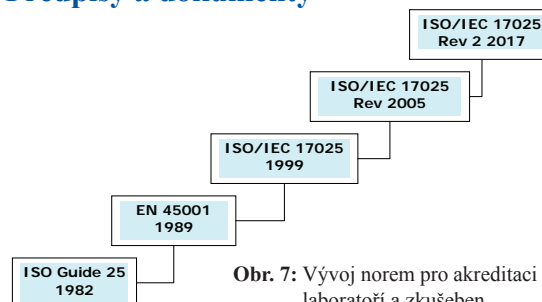 Předpisy a dokumenty
ISO/IEC 17025
Rev 2 2017
ISO/IEC 17025
Rev 2005
ISO/IEC 17025
1999
EN 45001
1989
ISO Guide 25
1982
Obr. 7: Vývoj norem pro akreditaci
laboratoří a zkušeben